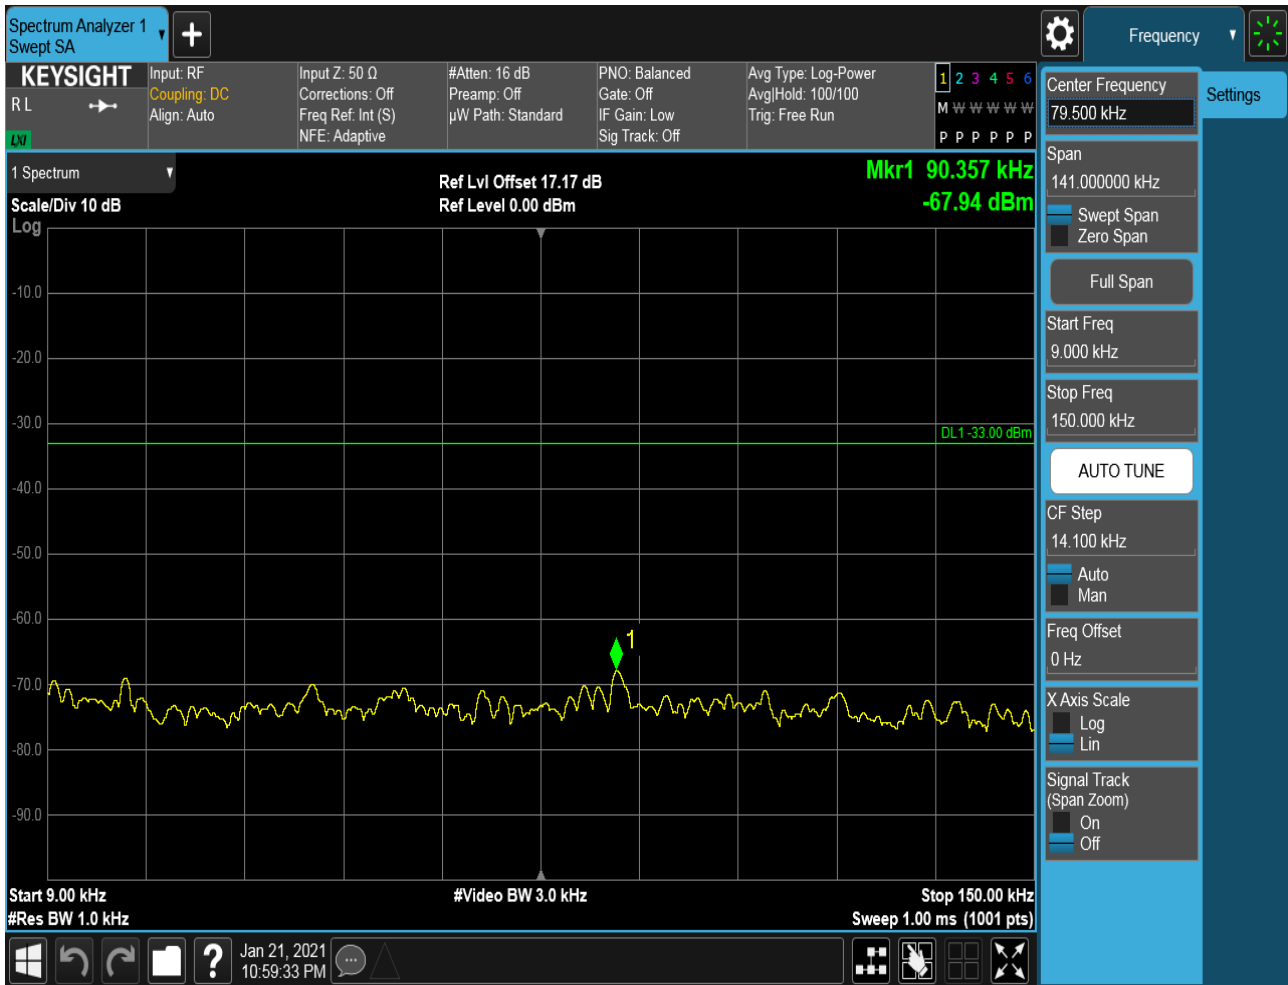 Spectrum Analyzer 1
Swept SA
+
Frequency
KEYSIGHT
R L
LXI
Input: RF
Coupling: DC
Align: Auto
Input Z: 50 Ω
Corrections: Off
Freq Ref: Int (S)
NFE: Adaptive
#Atten: 16 dB
Preamp: Off
µW Path: Standard
PNO: Balanced
Gate: Off
IF Gain: Low
Sig Track: Off
Avg Type: Log-Power
Avg|Hold: 100/100
Trig: Free Run
1 2 3 4 5 6
M W W W W W
P P P P P P
1 Spectrum
Scale/Div 10 dB
Log
Ref Lvl Offset 17.17 dB
Ref Level 0.00 dBm
Mkr1 90.357 kHz
-67.94 dBm
-10.0
-20.0
-30.0
DL1 -33.00 dBm
-40.0
-50.0
-60.0
1
-70.0
-80.0
-90.0
Start 9.00 kHz
#Res BW 1.0 kHz
#Video BW 3.0 kHz
Stop 150.00 kHz
Sweep 1.00 ms (1001 pts)
?
Jan 21, 2021
10:59:33 PM
Center Frequency
79.500 kHz
Settings
Span
141.000000 kHz
Swept Span
Zero Span
Full Span
Start Freq
9.000 kHz
Stop Freq
150.000 kHz
AUTO TUNE
CF Step
14.100 kHz
Auto
Man
Freq Offset
0 Hz
X Axis Scale
Log
Lin
Signal Track
(Span Zoom)
On
Off